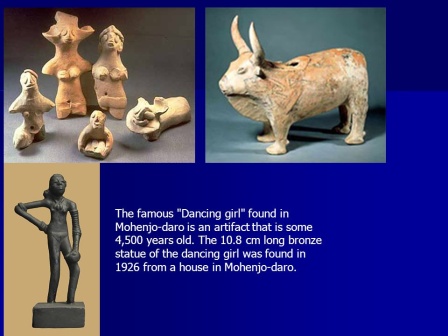 The famous "Dancing girl" found in
Mohenjo-daro is an artifact that is some
4,500 years old. The 10.8 cm long bronze
statue of the dancing girl was found in
1926 from a house in Mohenjo-daro.